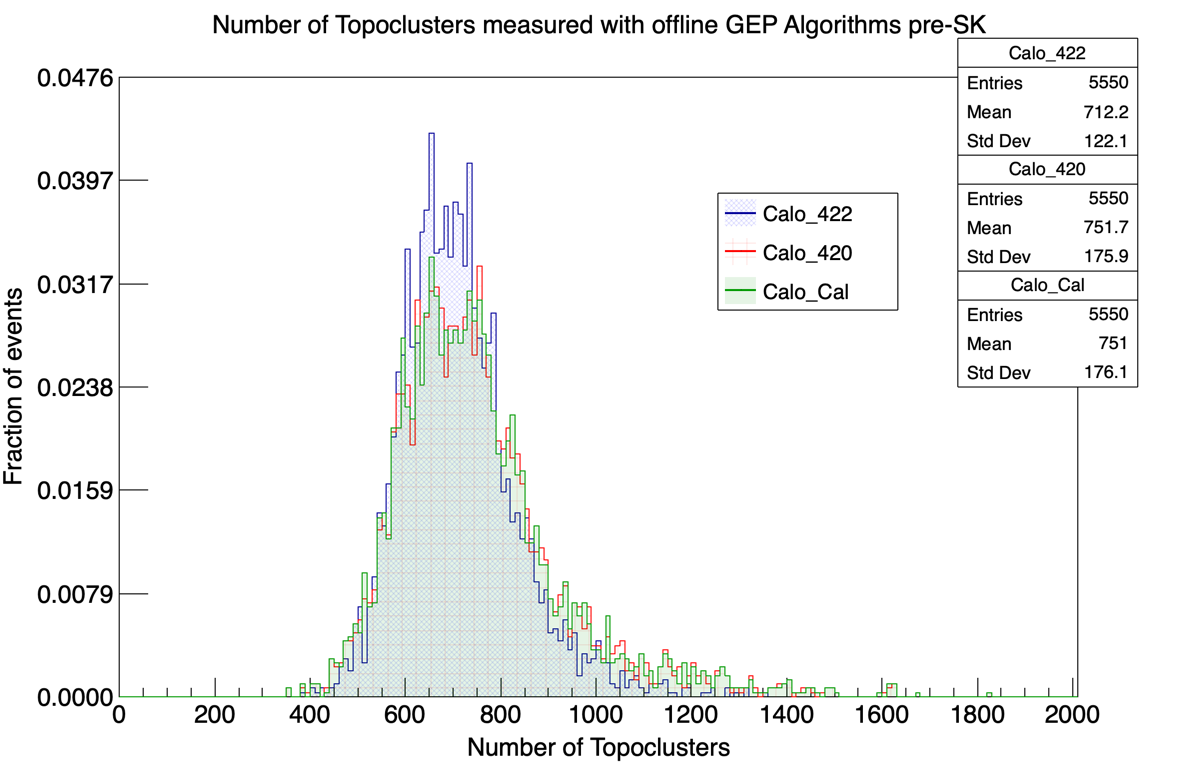 Number of Topoclusters measured with offline GEP Algorithms pre-SK
Calo_422
Entries 5550
Mean 712.2
Std Dev 122.1
Calo_420
Entries 5550
Mean 751.7
Std Dev 175.9
Calo_Cal
Entries 5550
Mean 751
Std Dev 176.1
Calo_422
Calo_420
Calo_Cal
Fraction of events
0.0476
0.0397
0.0317
0.0238
0.0159
0.0079
0.0000
0 200 400 600 800 1000 1200 1400 1600 1800 2000
Number of Topoclusters